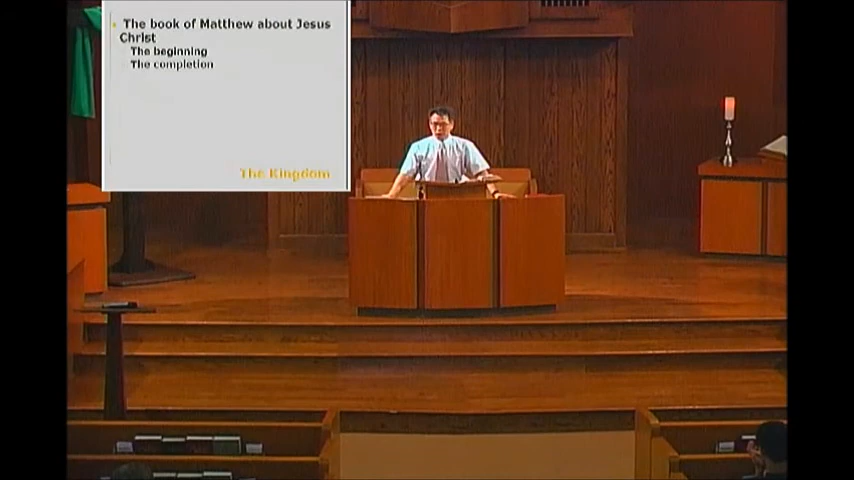 The book of Matthew about Jesus
Christ
The beginning
The completion
The Kingdom